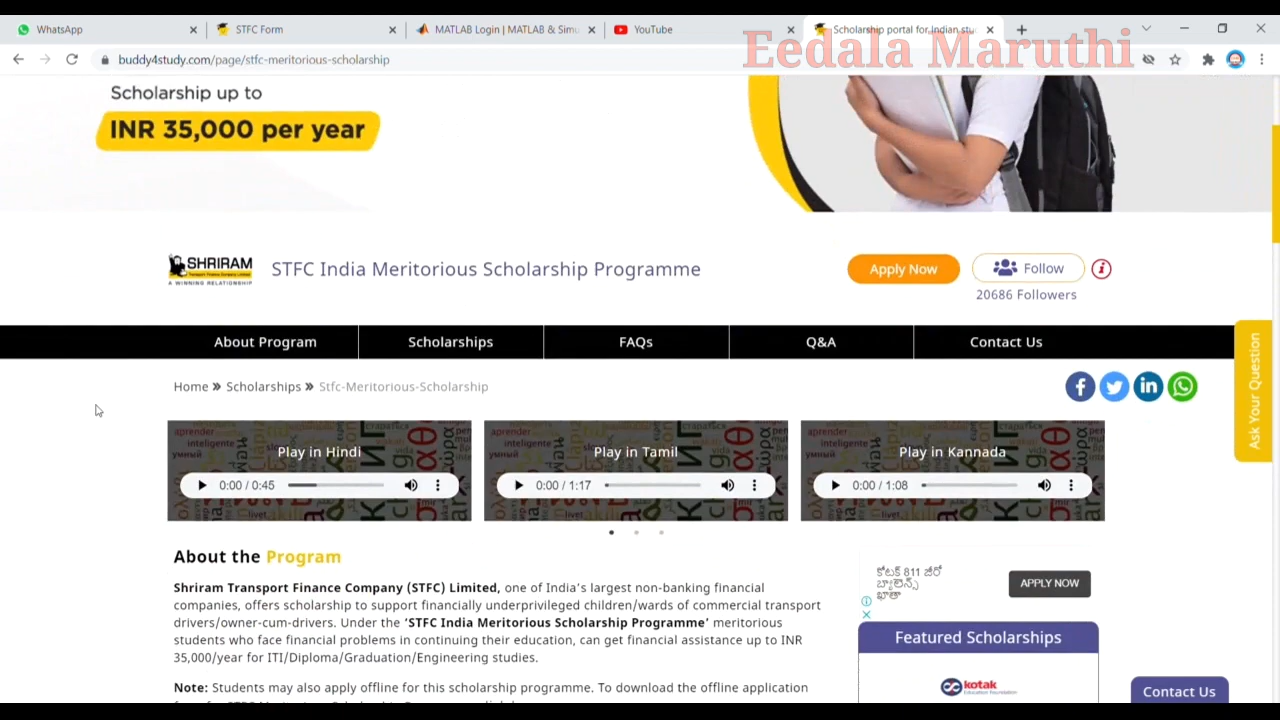 WhatsApp
STFC Form
MATLAB Login | MATLAB & Simu
YouTube
Scholarship portal for Indian stu
Eedala Maruthi
buddy4study.com/page/stfc-meritorious-scholarship
Scholarship up to
INR 35,000 per year
SHRIRAM
Transport Finance Company Limited
A WINNING RELATIONSHIP
STFC India Meritorious Scholarship Programme
Apply Now
Follow
20686 Followers
About Program
Scholarships
FAQs
Q&A
Contact Us
Ask Your Question
Home » Scholarships » Stfc-Meritorious-Scholarship
Play in Hindi
0:00 / 0:45
Play in Tamil
0:00 / 1:17
Play in Kannada
0:00 / 1:08
About the Program
Shriram Transport Finance Company (STFC) Limited, one of India's largest non-banking financial
companies, offers scholarship to support financially underprivileged children/wards of commercial transport
drivers/owner-cum-drivers. Under the 'STFC India Meritorious Scholarship Programme' meritorious
students who face financial problems in continuing their education, can get financial assistance up to INR
35,000/year for ITI/Diploma/Graduation/Engineering studies.
Note: Students may also apply offline for this scholarship programme. To download the offline application
కోటక్ 811 జీరో
బ్యాలెన్స్
ఖాతా
APPLY NOW
Featured Scholarships
kotak
Education Foundation
Contact Us